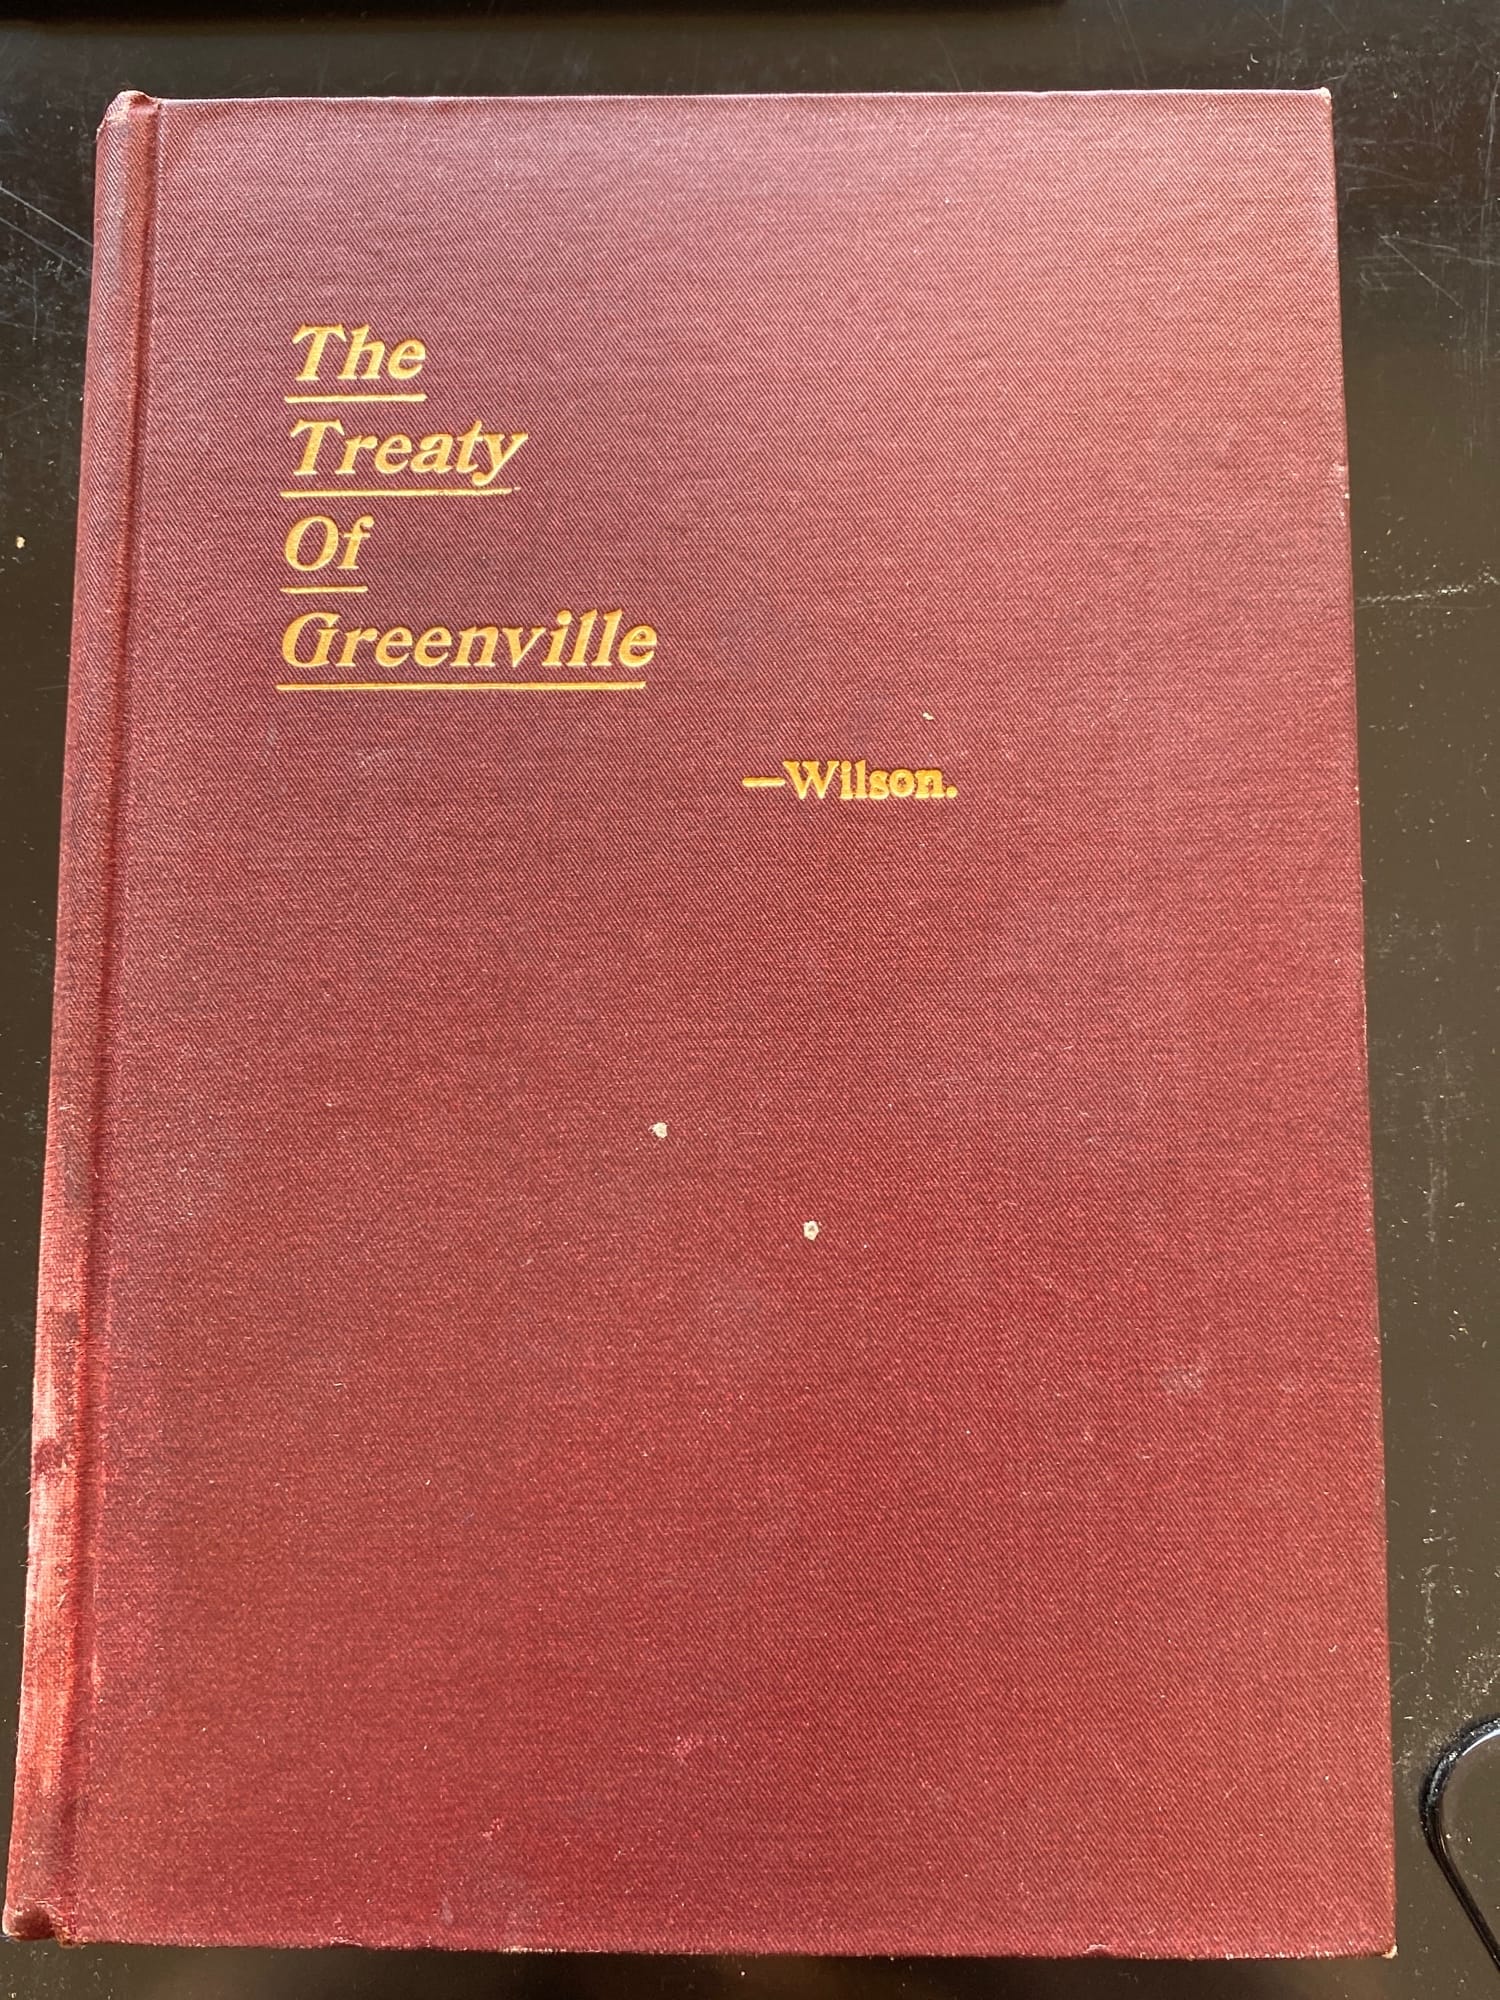 The
Treaty
Of
Greenville
—Wilson.